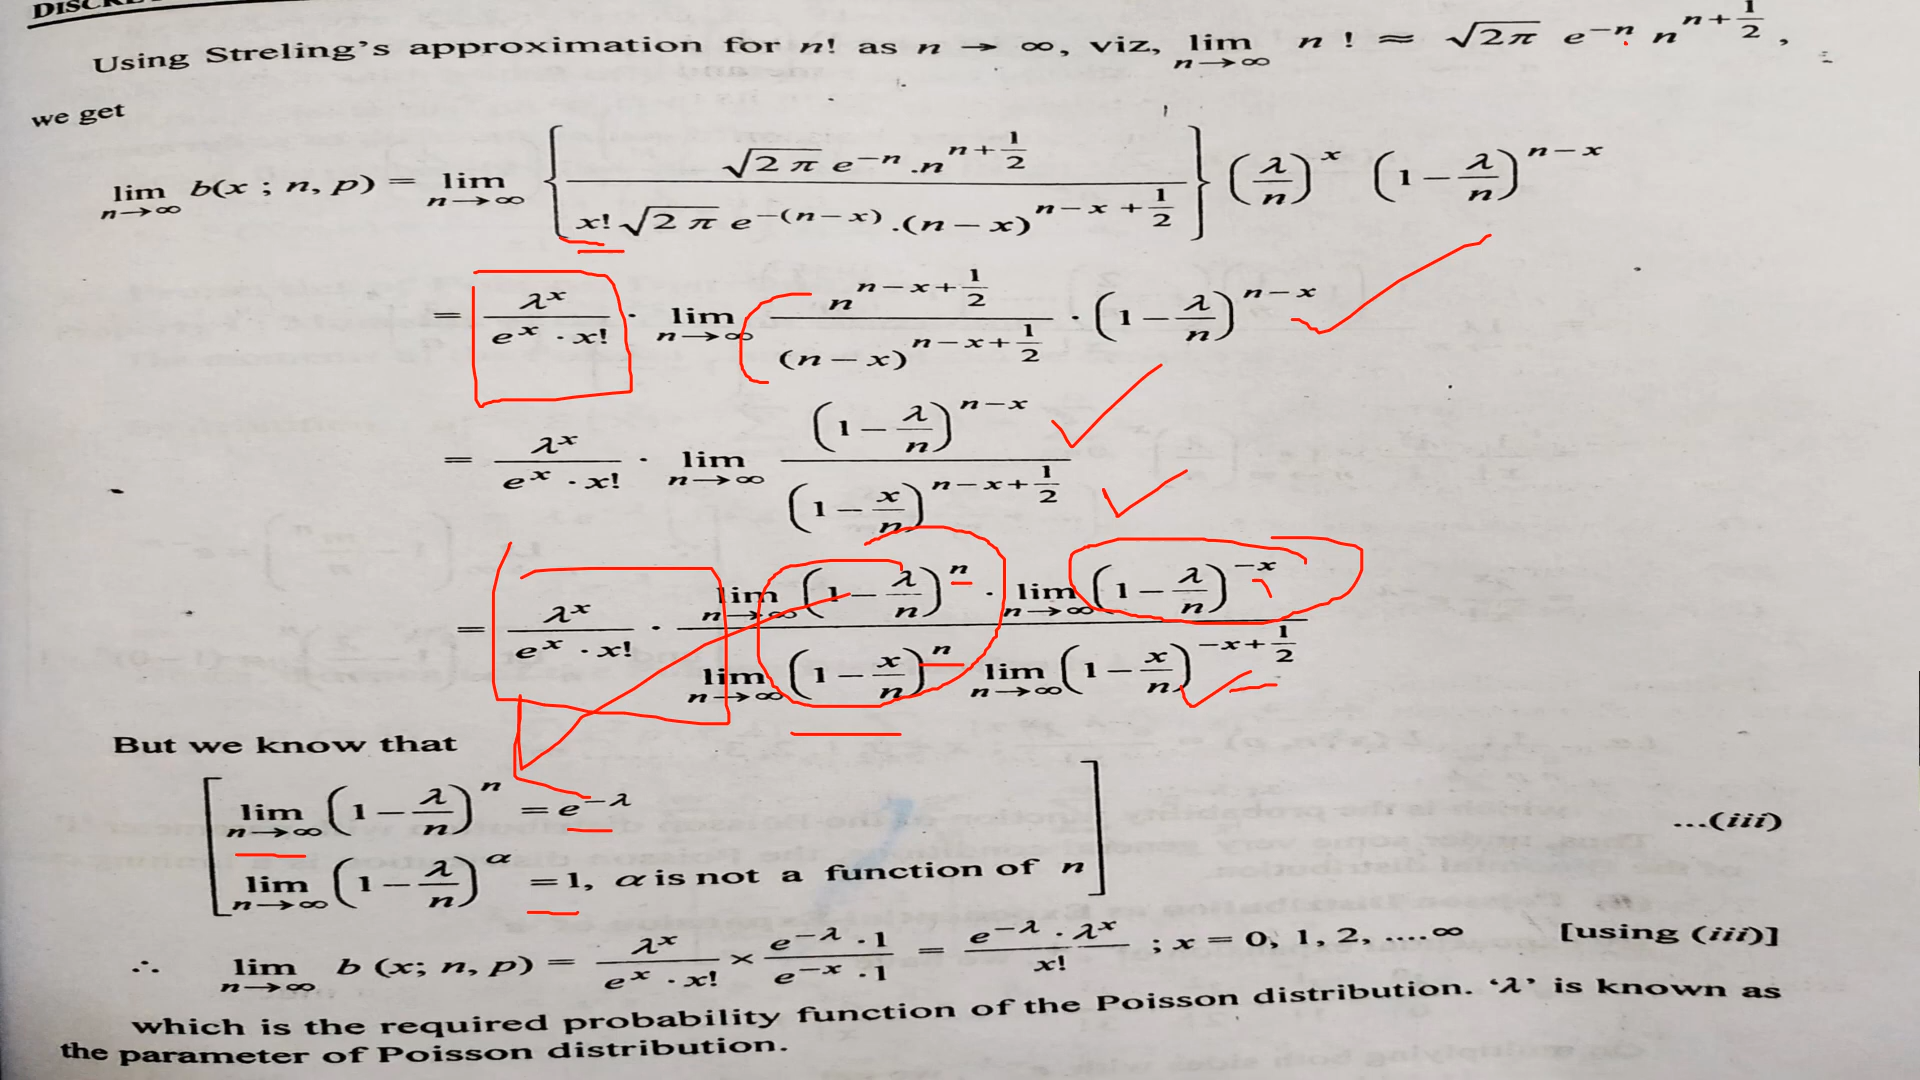 Using Streling's approximation for n! as n → ∞, viz, lim n→∞ n ! ≈ √2π e^{−n} n^{n+1/2} ,
we get
lim n→∞ b(x ; n, p) = lim n→∞ { √2π e^{−n} .n^{n+1/2} / x! √2π e^{−(n−x)} .(n−x)^{n−x+1/2} } (λ/n)^x (1 − λ/n)^{n−x}
= λ^x / e^x · x! · lim n→∞ n^{n−x+1/2} / (n−x)^{n−x+1/2} · (1 − λ/n)^{n−x}
= λ^x / e^x · x! · lim n→∞ (1 − λ/n)^{n−x} / (1 − x/n)^{n−x+1/2}
= λ^x / e^x · x! · lim n→∞ (1 − λ/n)^n · lim n→∞ (1 − λ/n)^{−x} / lim n→∞ (1 − x/n)^n lim n→∞ (1 − x/n)^{−x+1/2}
But we know that
lim n→∞ (1 − λ/n)^n = e^{−λ} ...(iii)
lim n→∞ (1 − λ/n)^α = 1, α is not a function of n
∴ lim n→∞ b (x; n, p) = λ^x / e^x · x! × e^{−λ} · 1 / e^{−x} · 1 = e^{−λ} · λ^x / x! ; x = 0, 1, 2, ....∞ [using (iii)]
which is the required probability function of the Poisson distribution. 'λ' is known as
the parameter of Poisson distribution.